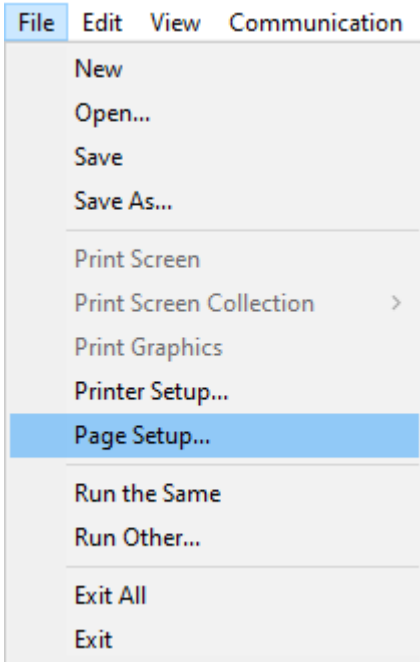 File Edit View Communication
New
Open...
Save
Save As...
Print Screen
Print Screen Collection
Print Graphics
Printer Setup...
Page Setup...
Run the Same
Run Other...
Exit All
Exit